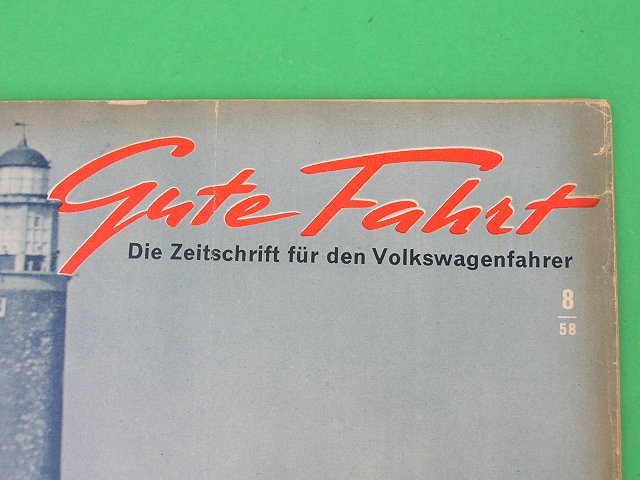 Gute Fahrt
Die Zeitschrift für den Volkswagenfahrer
8
58